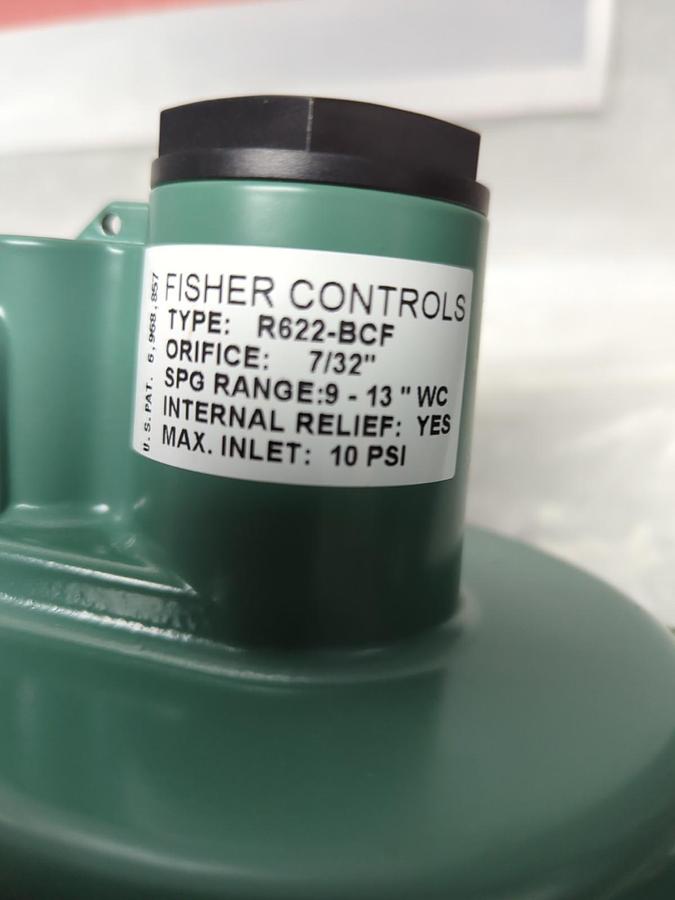 FISHER CONTROLS
TYPE: R622-BCF
ORIFICE: 7/32"
SPG RANGE:9 - 13 " WC
INTERNAL RELIEF: YES
MAX. INLET: 10 PSI
U.S. PAT. 6,968,857